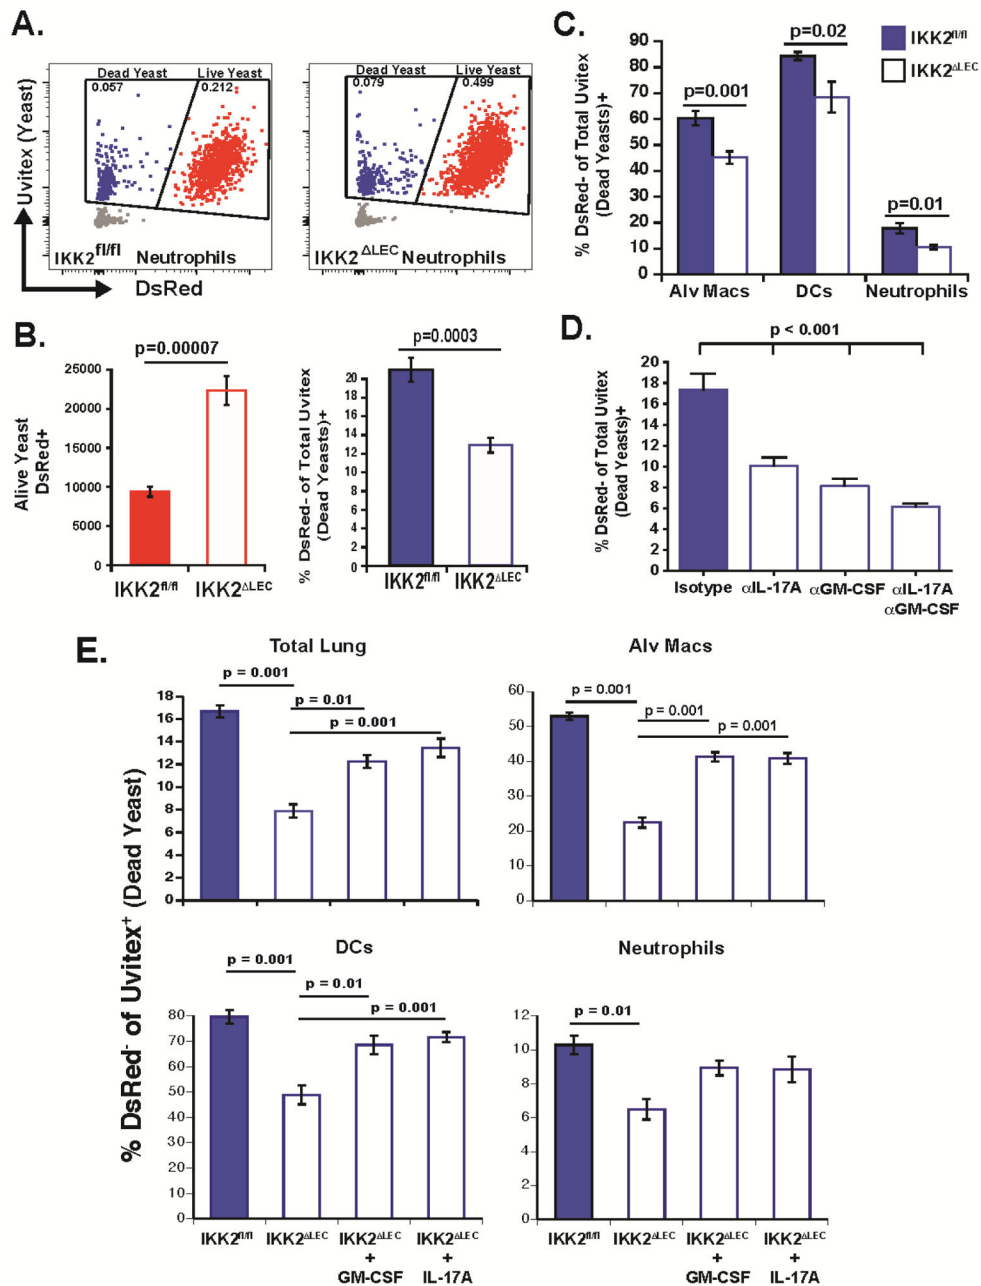 A.
Uvitex (Yeast)
Dead Yeast Live Yeast
0.057 0.212
IKK2fl/fl Neutrophils
DsRed
Dead Yeast Live Yeast
0.079 0.499
IKK2ΔLEC Neutrophils
C.
% DsRed- of Total Uvitex
(Dead Yeasts)+
90
80
70
60
50
40
30
20
10
0
p=0.001
p=0.02
p=0.01
IKK2fl/fl
IKK2ΔLEC
Alv Macs DCs Neutrophils
B.
Alive Yeast
DsRed+
25000
20000
15000
10000
5000
0
p=0.00007
IKK2fl/fl IKK2ΔLEC
% DsRed- of Total Uvitex
(Dead Yeasts)+
20
18
16
14
12
10
8
6
4
2
0
p=0.0003
IKK2fl/fl IKK2ΔLEC
D.
p < 0.001
% DsRed- of Total Uvitex
(Dead Yeasts)+
20
18
16
14
12
10
8
6
4
2
0
Isotype αIL-17A αGM-CSF αIL-17A
αGM-CSF
E.
% DsRed- of Uvitex+ (Dead Yeast)
Total Lung
p = 0.001
p = 0.01
p = 0.001
18
16
14
12
10
8
6
4
2
0
Alv Macs
p = 0.001
p = 0.001
p = 0.001
60
50
40
30
20
10
0
DCs
p = 0.001
p = 0.01
p = 0.001
80
70
60
50
40
30
20
10
0
IKK2fl/fl IKK2ΔLEC IKK2ΔLEC IKK2ΔLEC
+ +
GM-CSF IL-17A
Neutrophils
p = 0.01
12
10
8
6
4
2
0
IKK2fl/fl IKK2ΔLEC IKK2ΔLEC IKK2ΔLEC
+ +
GM-CSF IL-17A